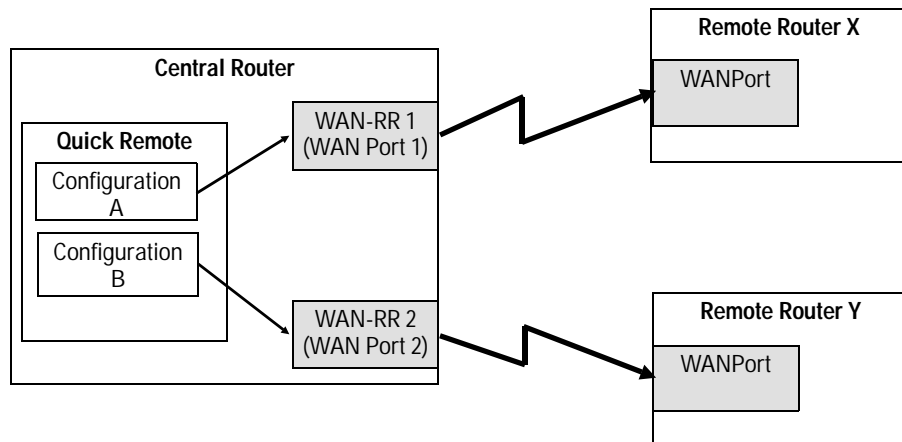 Remote Router X
WANPort
Central Router
WAN-RR 1
(WAN Port 1)
Quick Remote
Configuration
A
Configuration
B
WAN-RR 2
(WAN Port 2)
Remote Router Y
WANPort